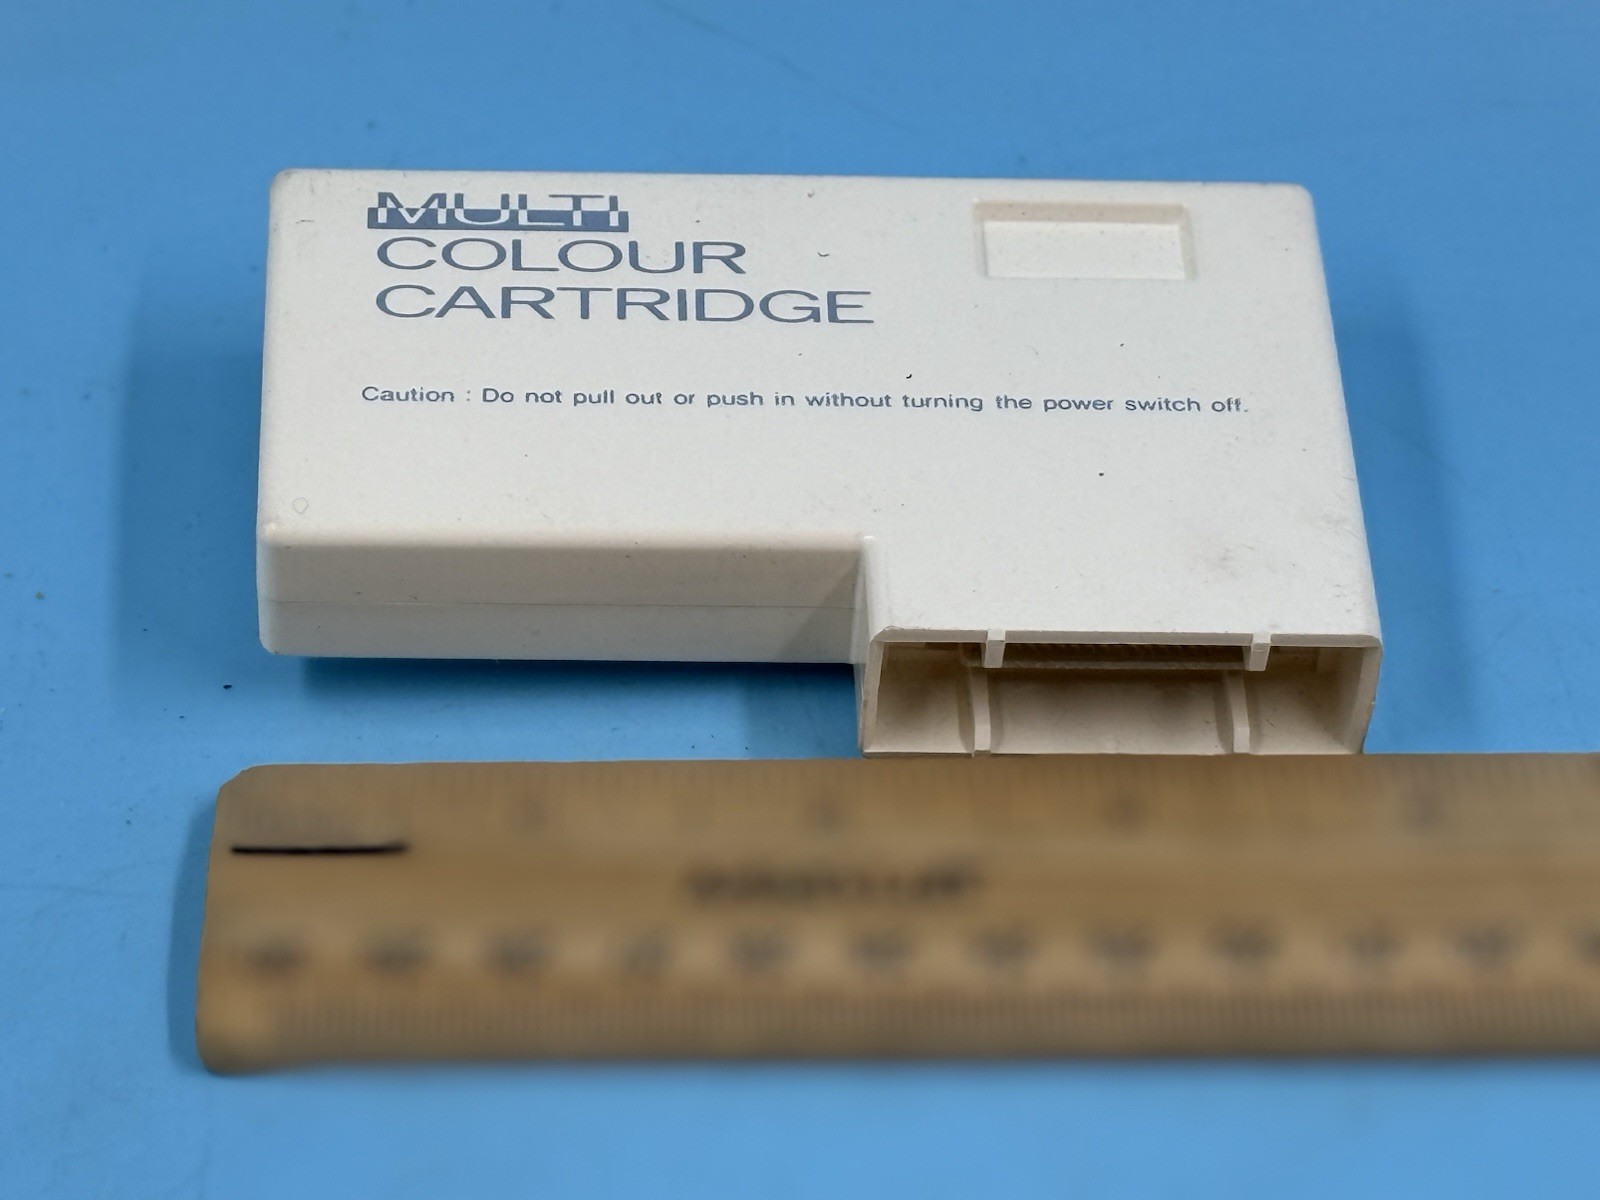 MULTI
COLOUR
CARTRIDGE
Caution : Do not pull out or push in without turning the power switch off.